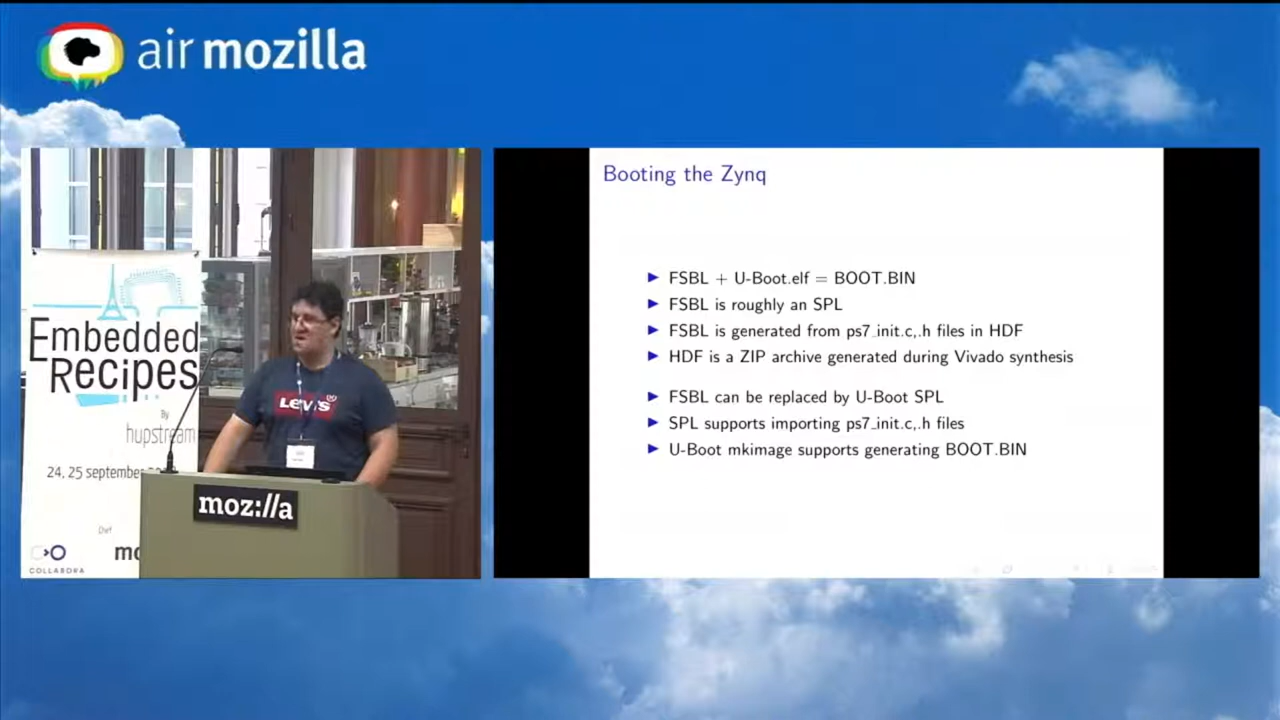 air mozilla
Embedded
Recipes
By
hupstream
24, 25 september
Chef
COLLABORA
LEVI'S
moz://a
Booting the Zynq
▶ FSBL + U-Boot.elf = BOOT.BIN
▶ FSBL is roughly an SPL
▶ FSBL is generated from ps7_init.c,.h files in HDF
▶ HDF is a ZIP archive generated during Vivado synthesis
▶ FSBL can be replaced by U-Boot SPL
▶ SPL supports importing ps7_init.c,.h files
▶ U-Boot mkimage supports generating BOOT.BIN